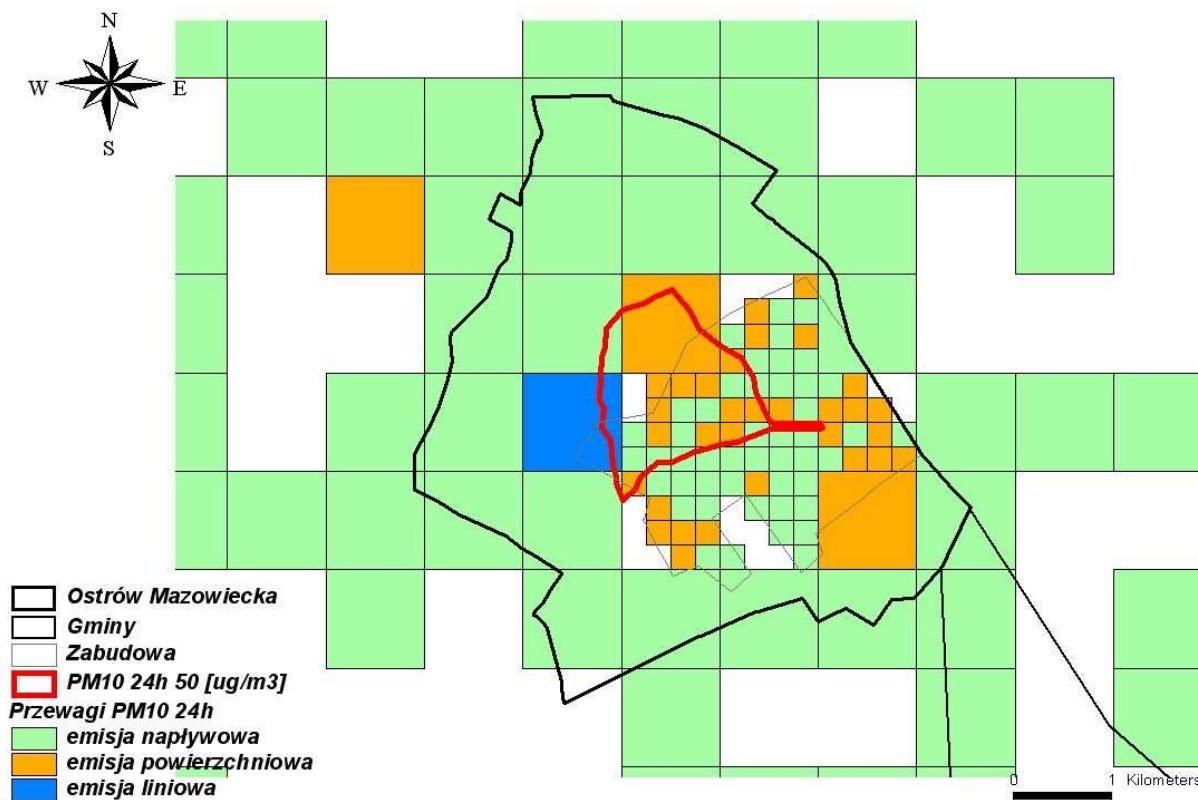 N
W E
S
Ostrów Mazowiecka
Gminy
Zabudowa
PM10 24h 50 [ug/m3]
Przewagi PM10 24h
emisja napływowa
emisja powierzchniowa
emisja liniowa
0 1 Kilometers